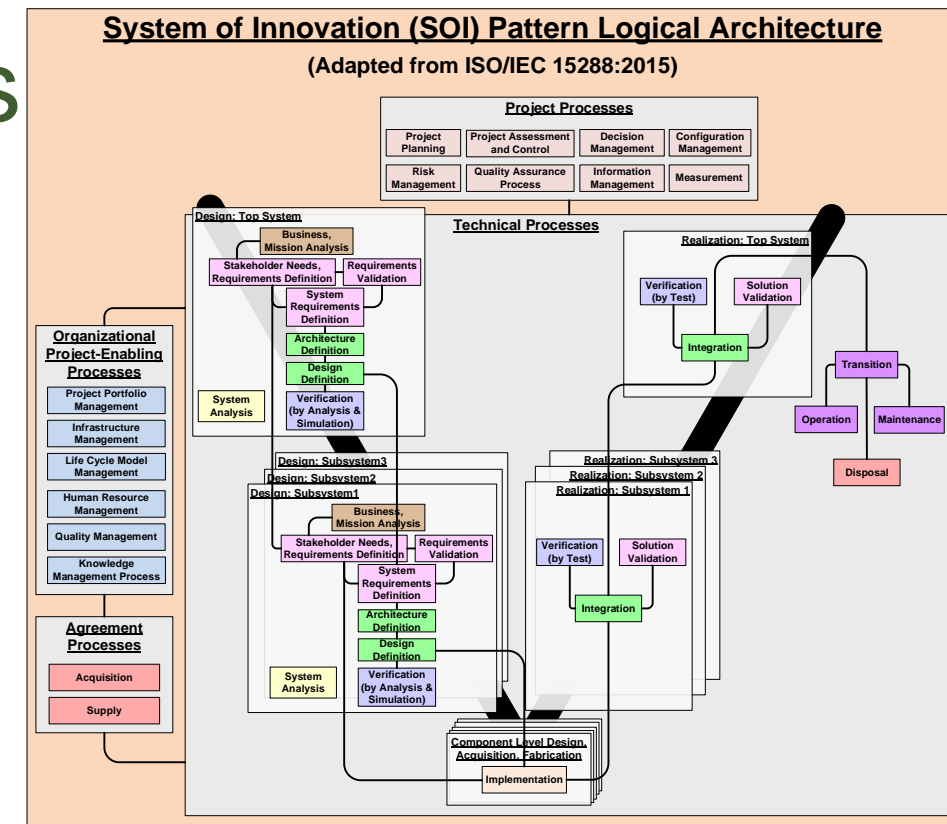 s
System of Innovation (SOI) Pattern Logical Architecture
(Adapted from ISO/IEC 15288:2015)
Project Processes
Project
Planning
Project Assessment
and Control
Decision
Management
Configuration
Management
Risk
Management
Quality Assurance
Process
Information
Management
Measurement
Technical Processes
Design: Top System
Business,
Mission Analysis
Stakeholder Needs,
Requirements Definition
Requirements
Validation
System
Requirements
Definition
Architecture
Definition
Design
Definition
Verification
(by Analysis &
Simulation)
System
Analysis
Realization: Top System
Verification
(by Test)
Solution
Validation
Integration
Transition
Operation
Maintenance
Disposal
Organizational
Project-Enabling
Processes
Project Portfolio
Management
Infrastructure
Management
Life Cycle Model
Management
Human Resource
Management
Quality Management
Knowledge
Management Process
Agreement
Processes
Acquisition
Supply
Design: Subsystem3
Design: Subsystem2
Design: Subsystem1
Business,
Mission Analysis
Stakeholder Needs,
Requirements Definition
Requirements
Validation
System
Requirements
Definition
Architecture
Definition
Design
Definition
Verification
(by Analysis &
Simulation)
System
Analysis
Realization: Subsystem 3
Realization: Subsystem 2
Realization: Subsystem 1
Verification
(by Test)
Solution
Validation
Integration
Component Level Design,
Acquisition, Fabrication
Implementation